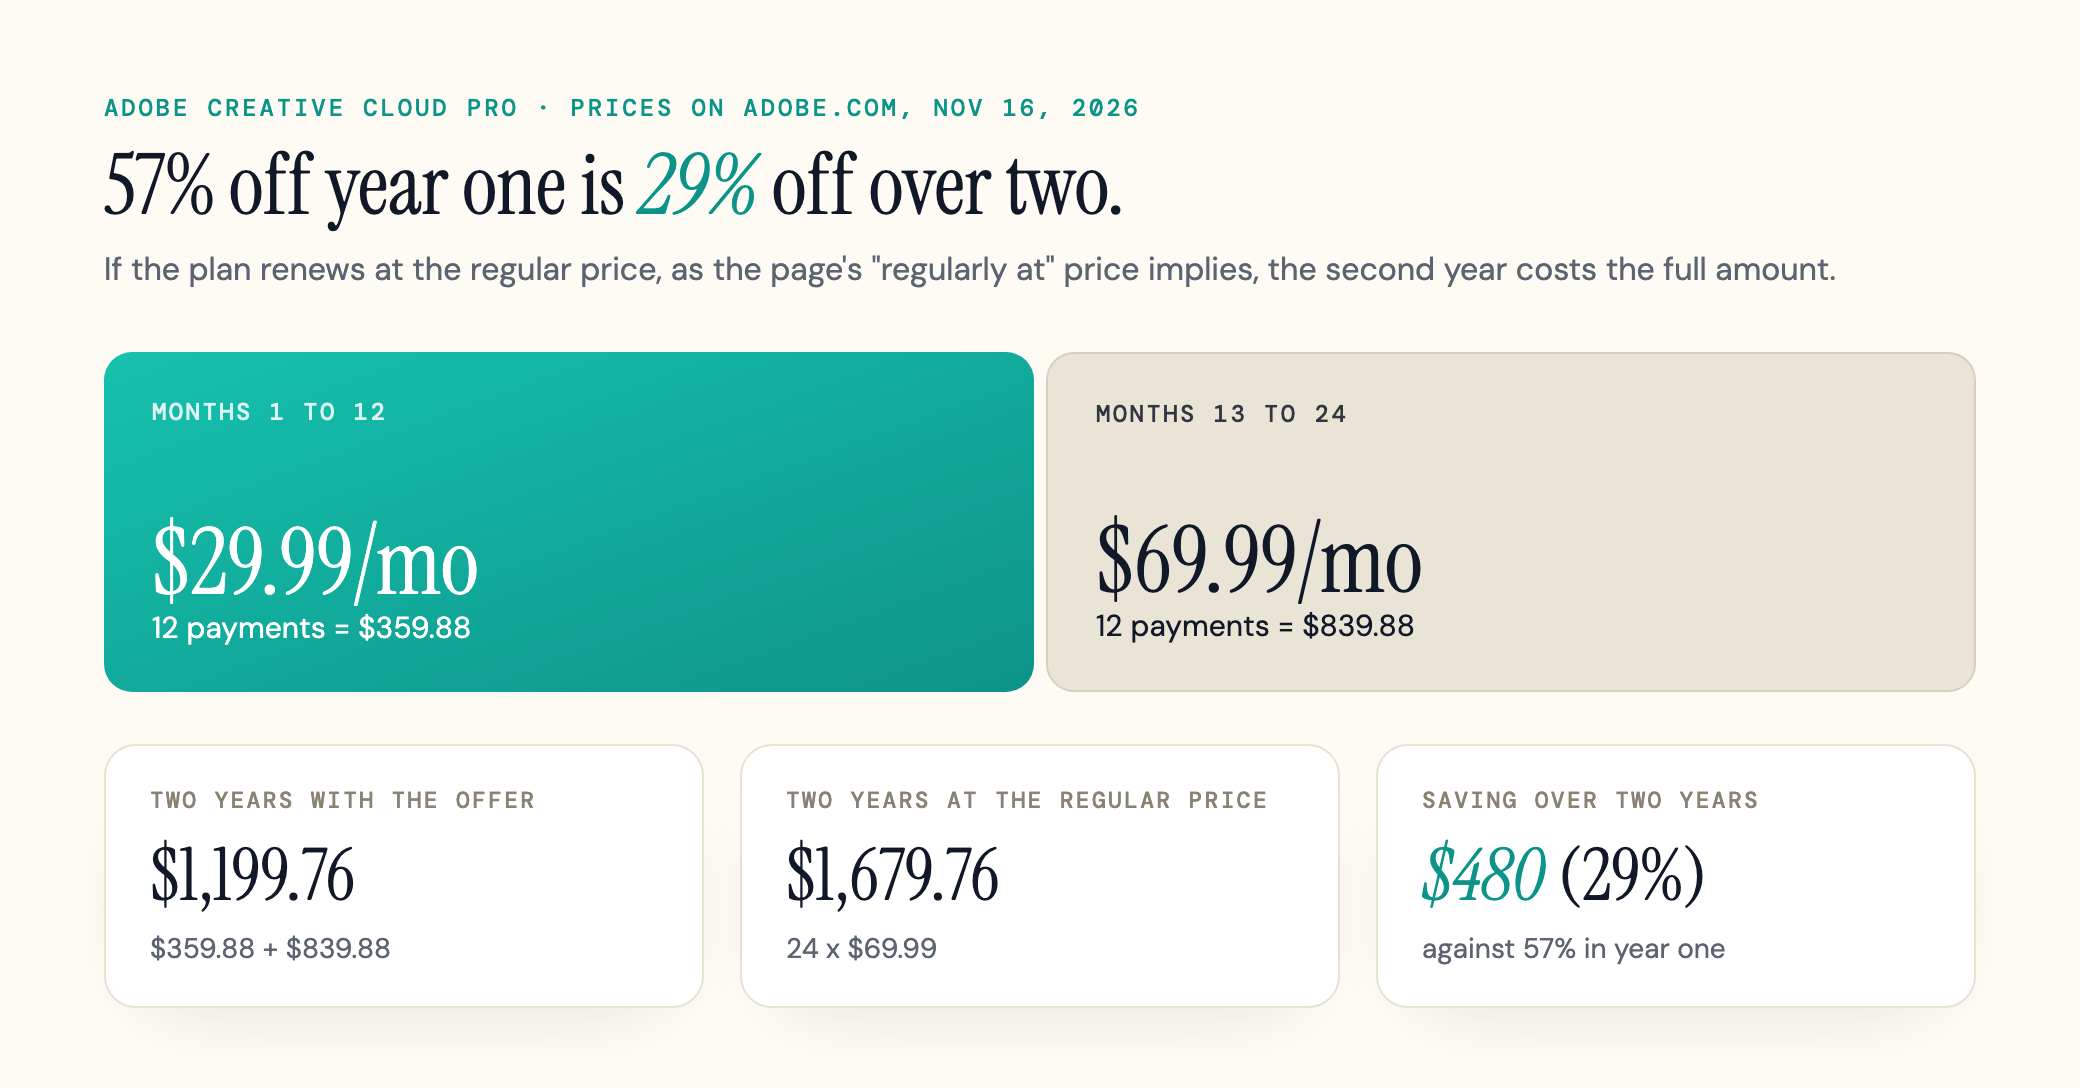 ADOBE CREATIVE CLOUD PRO · PRICES ON ADOBE.COM, NOV 16, 2026
57% off year one is 29% off over two.
If the plan renews at the regular price, as the page's "regularly at" price implies, the second year costs the full amount.
MONTHS 1 TO 12
$29.99/mo
12 payments = $359.88
MONTHS 13 TO 24
$69.99/mo
12 payments = $839.88
TWO YEARS WITH THE OFFER
$1,199.76
$359.88 + $839.88
TWO YEARS AT THE REGULAR PRICE
$1,679.76
24 x $69.99
SAVING OVER TWO YEARS
$480 (29%)
against 57% in year one